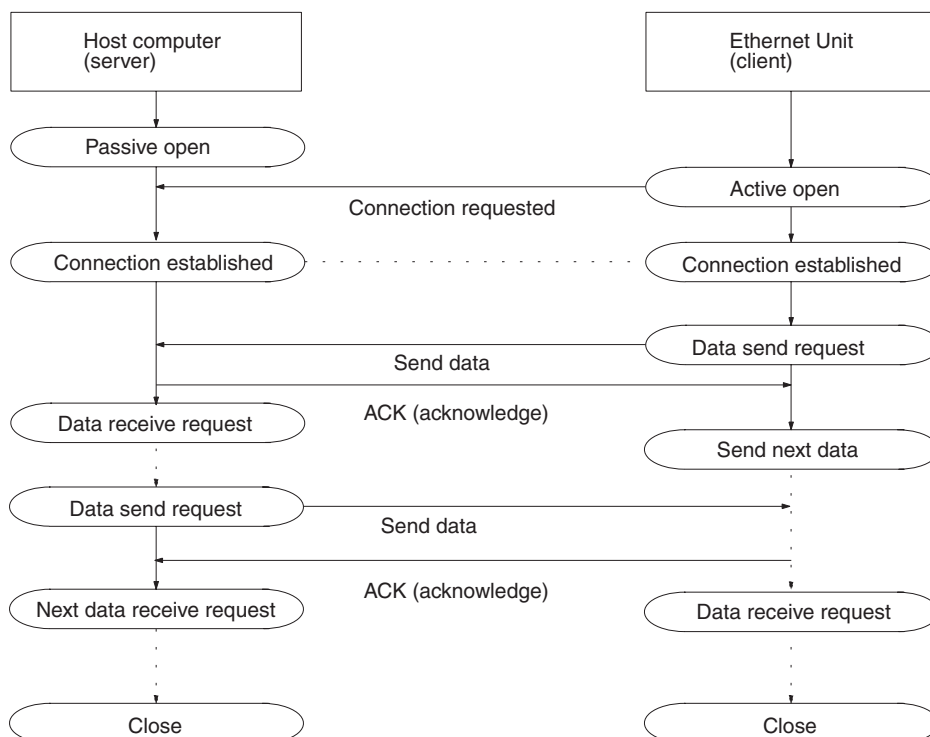 Host computer
(server)
Ethernet Unit
(client)
Passive open
Active open
Connection requested
Connection established
Connection established
Data send request
Send data
ACK (acknowledge)
Data receive request
Send next data
Data send request
Send data
ACK (acknowledge)
Next data receive request
Data receive request
Close
Close